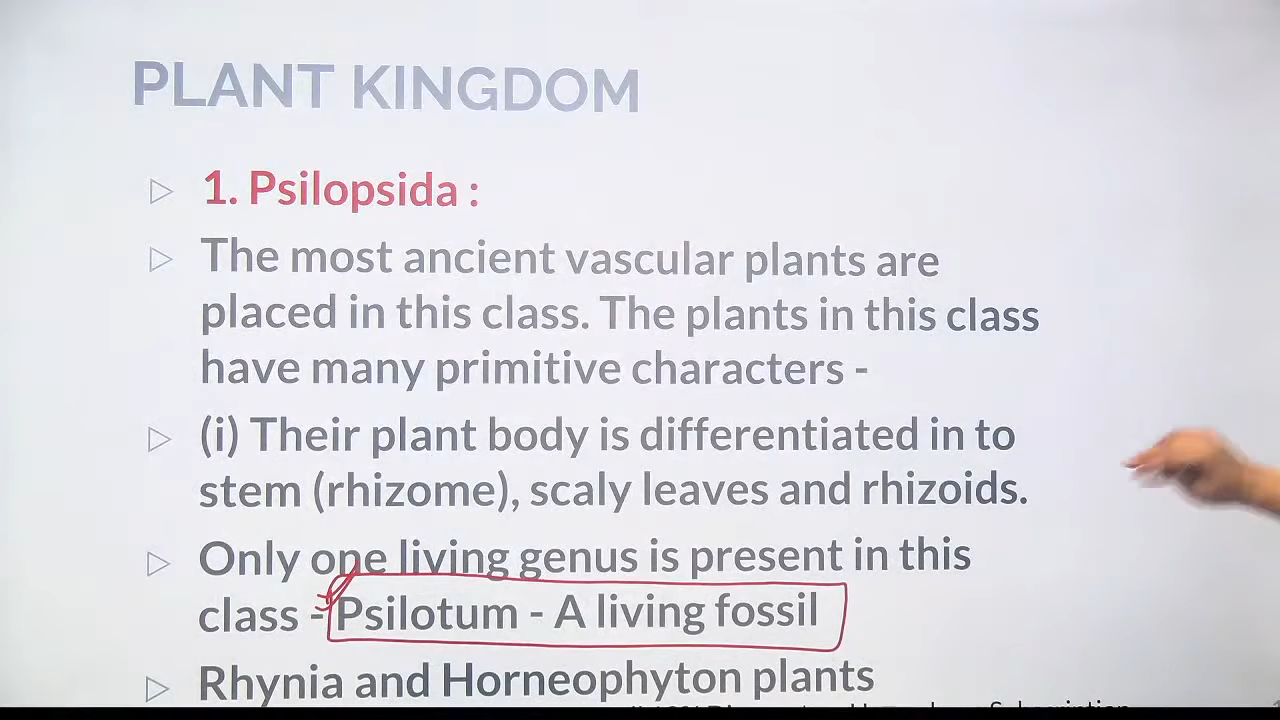 PLANT KINGDOM
1. Psilopsida :
The most ancient vascular plants are
placed in this class. The plants in this class
have many primitive characters -
(i) Their plant body is differentiated in to
stem (rhizome), scaly leaves and rhizoids.
Only one living genus is present in this
class - Psilotum - A living fossil
Rhynia and Horneophyton plants